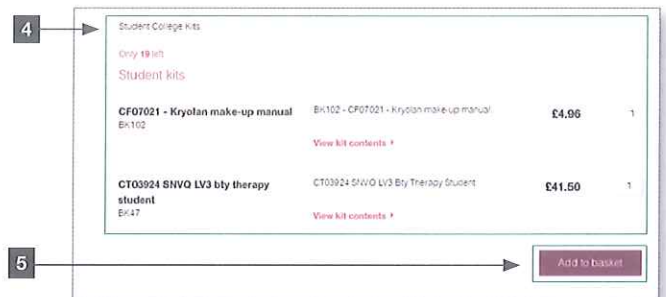 4
Student College Kits
Only 19 left
Student kits
CF07021 - Kryolan make-up manual
BK102 - CF07021 - Kryolan make-up manual
£4.96
1
BK102
View kit contents
CT03924 SNVQ LV3 bty therapy
CT03924 SNVQ LV3 Bty Therapy Student
£41.50
1
student
BK47
View kit contents
5
Add to basket